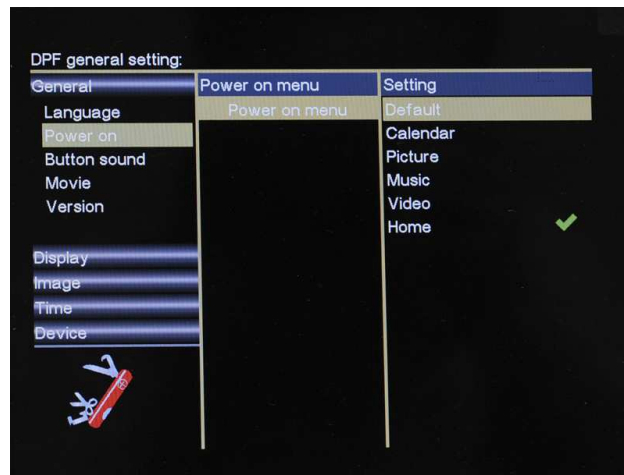 DPF general setting:
General
Language
Power on
Button sound
Movie
Version
Display
Image
Time
Device
Power on menu
Power on menu
Setting
Default
Calendar
Picture
Music
Video
Home